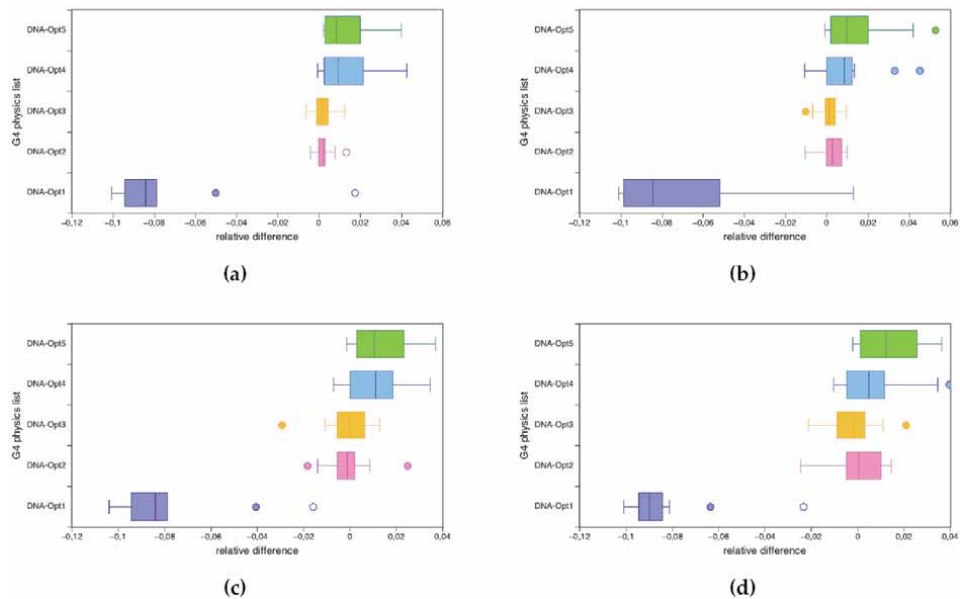 DNA-Opt5
DNA-Opt4
DNA-Opt3
DNA-Opt2
DNA-Opt1
G4 physics list
-0,12 -0,1 -0,08 -0,06 -0,04 -0,02 0 0,02 0,04 0,06
relative difference
(a)
DNA-Opt5
DNA-Opt4
DNA-Opt3
DNA-Opt2
DNA-Opt1
G4 physics list
-0,12 -0,1 -0,08 -0,06 -0,04 -0,02 0 0,02 0,04 0,06
relative difference
(b)
DNA-Opt5
DNA-Opt4
DNA-Opt3
DNA-Opt2
DNA-Opt1
G4 physics list
-0,12 -0,1 -0,08 -0,06 -0,04 -0,02 0 0,02 0,04
relative difference
(c)
DNA-Opt5
DNA-Opt4
DNA-Opt3
DNA-Opt2
DNA-Opt1
G4 physics list
-0,12 -0,1 -0,08 -0,06 -0,04 -0,02 0 0,02 0,04
relative difference
(d)